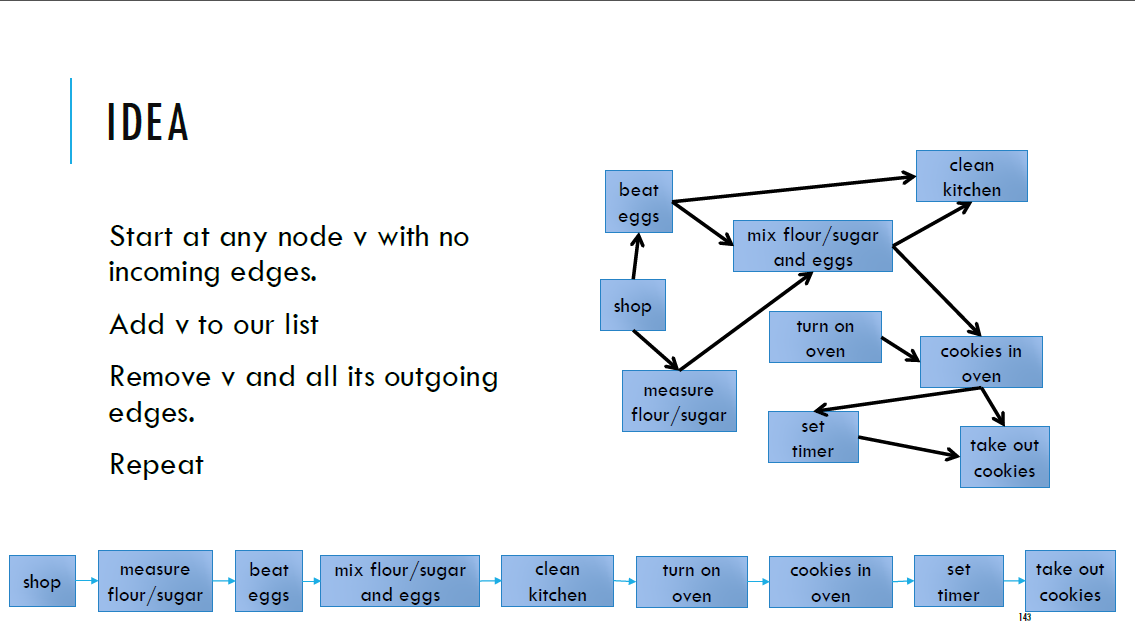 IDEA
Start at any node v with no
incoming edges.
Add v to our list
Remove v and all its outgoing
edges.
Repeat
clean
kitchen
beat
eggs
mix flour/sugar
and eggs
shop
turn on
oven
cookies in
oven
measure
flour/sugar
set
timer
take out
cookies
shop
measure
flour/sugar
beat
eggs
mix flour/sugar
and eggs
clean
kitchen
turn on
oven
cookies in
oven
set
timer
take out
cookies
143